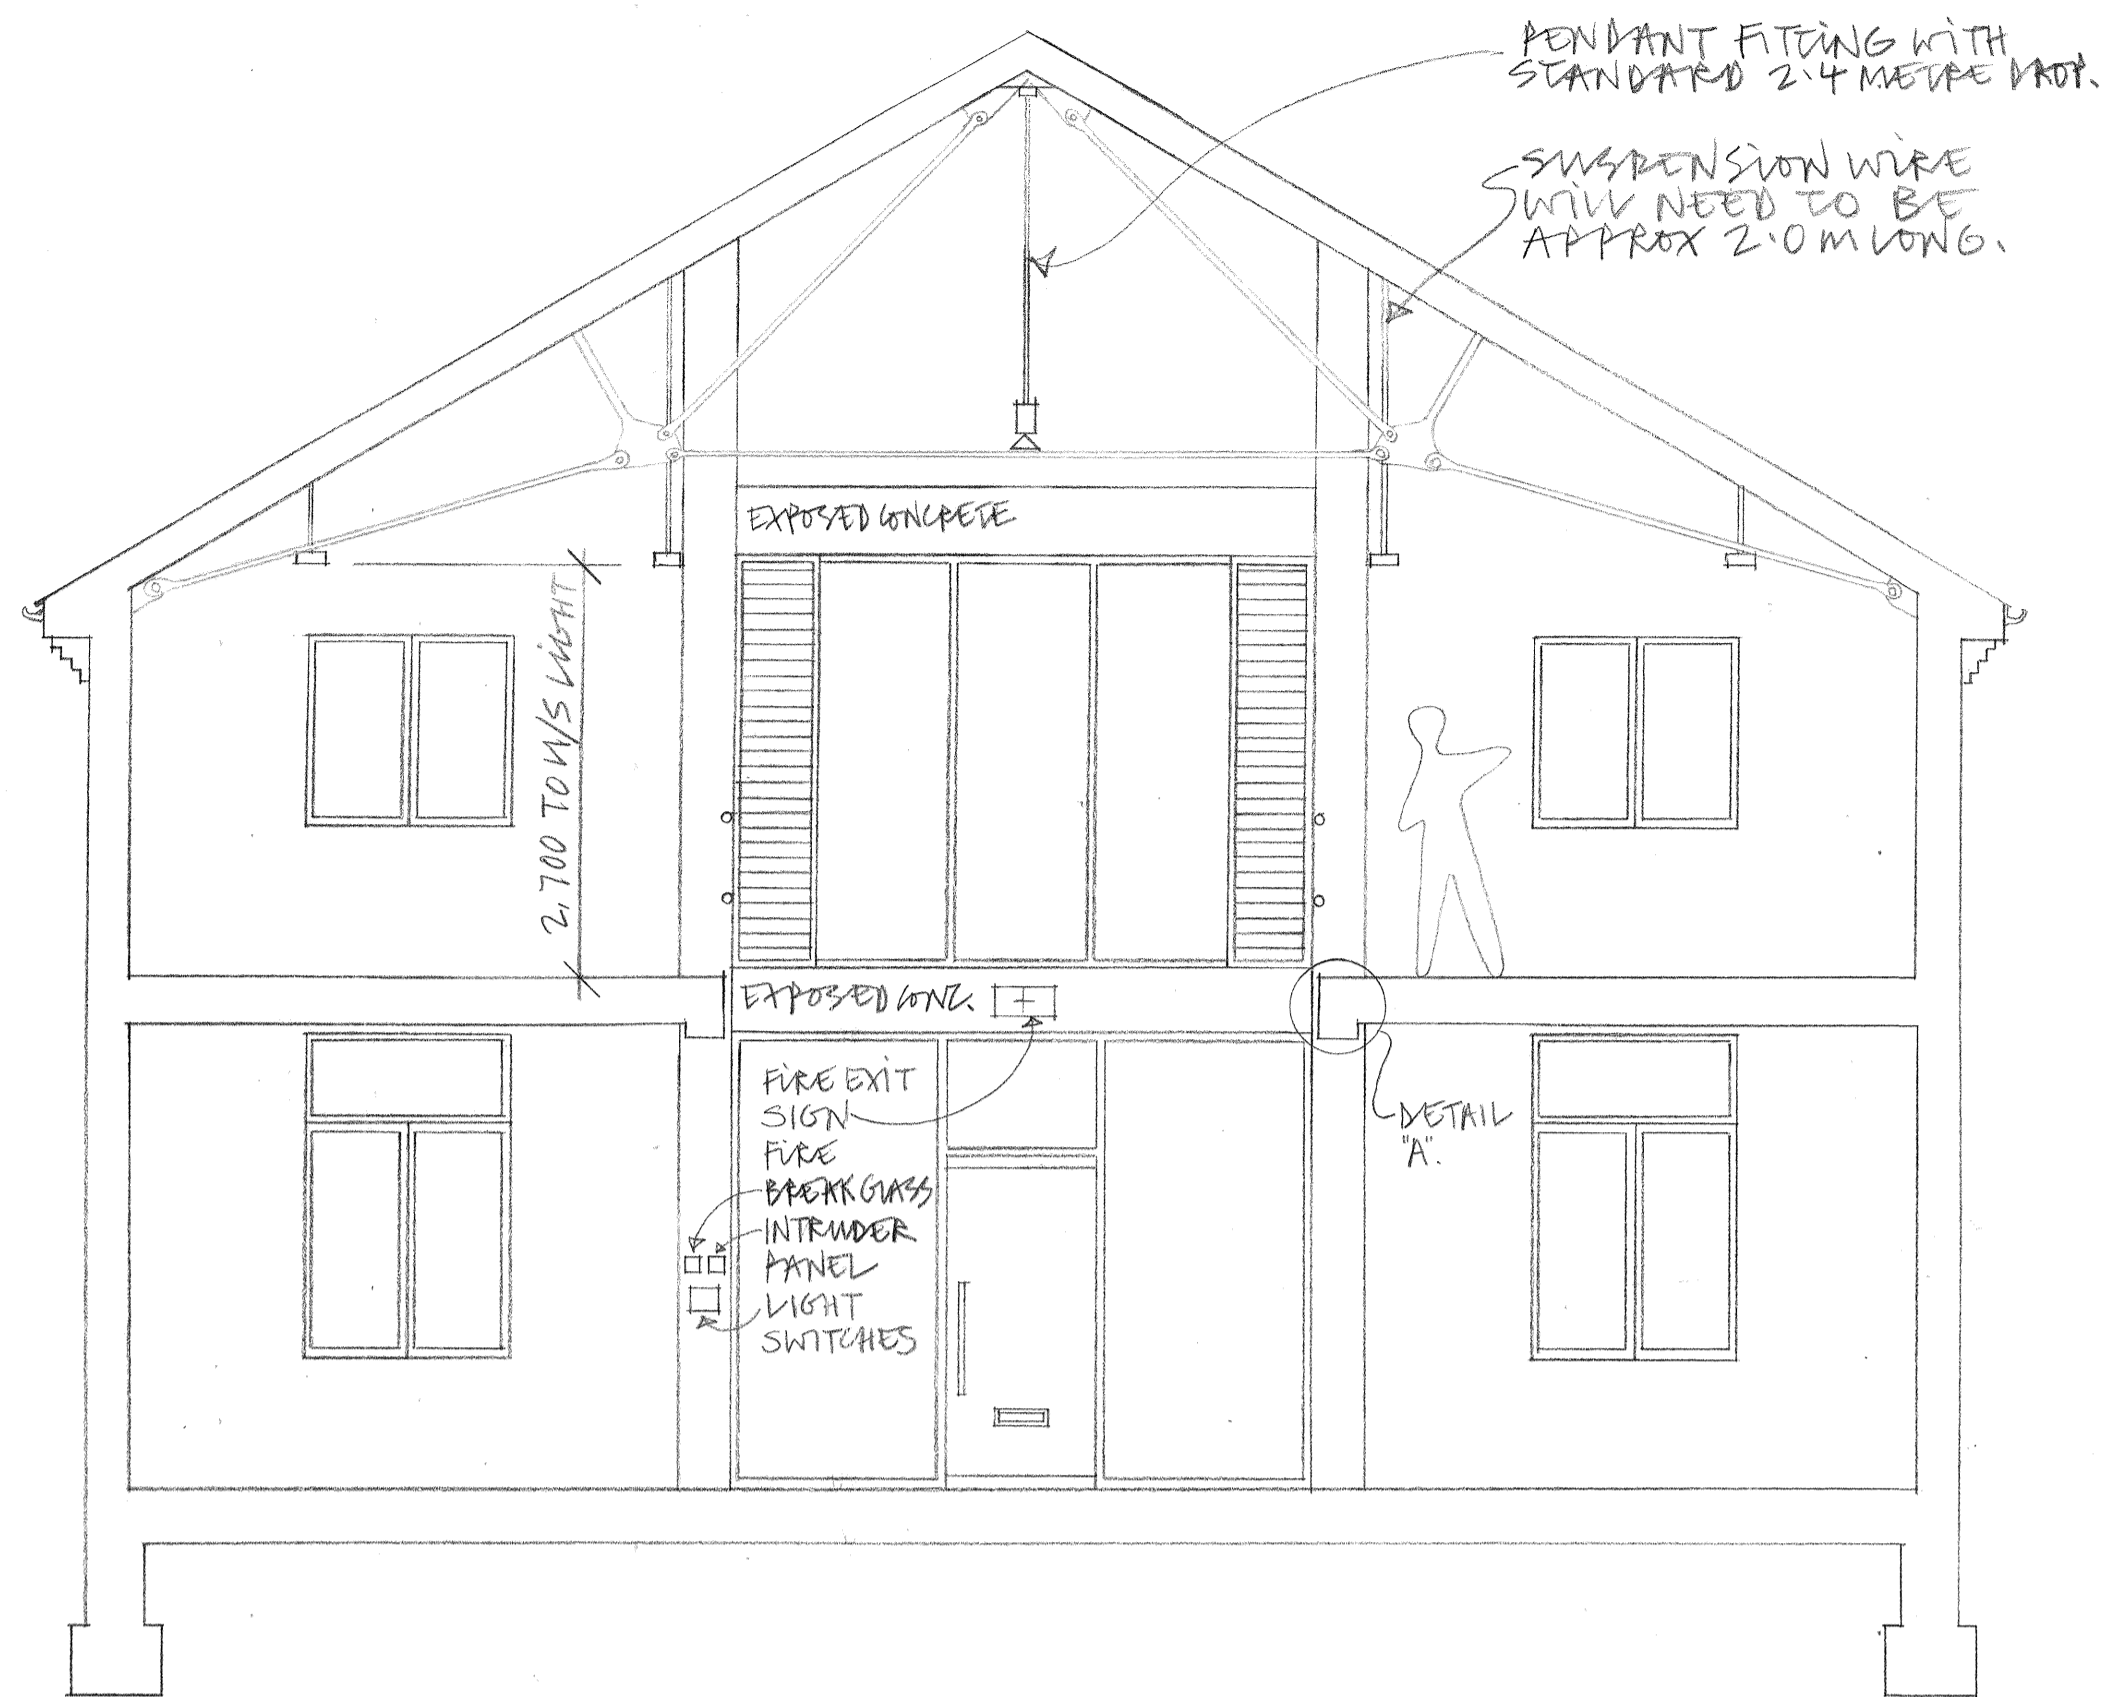 PENDANT FITTING WITH
STANDARD 2.4 METRE DROP.
SUSPENSION WIRE
WILL NEED TO BE
APPROX 2.0 M LONG.
EXPOSED CONCRETE
2,700 TO U/S LIGHT
EXPOSED CONC.
FIRE EXIT
SIGN
FIRE
BREAK GLASS
INTRUDER
PANEL
LIGHT
SWITCHES
DETAIL
"A".